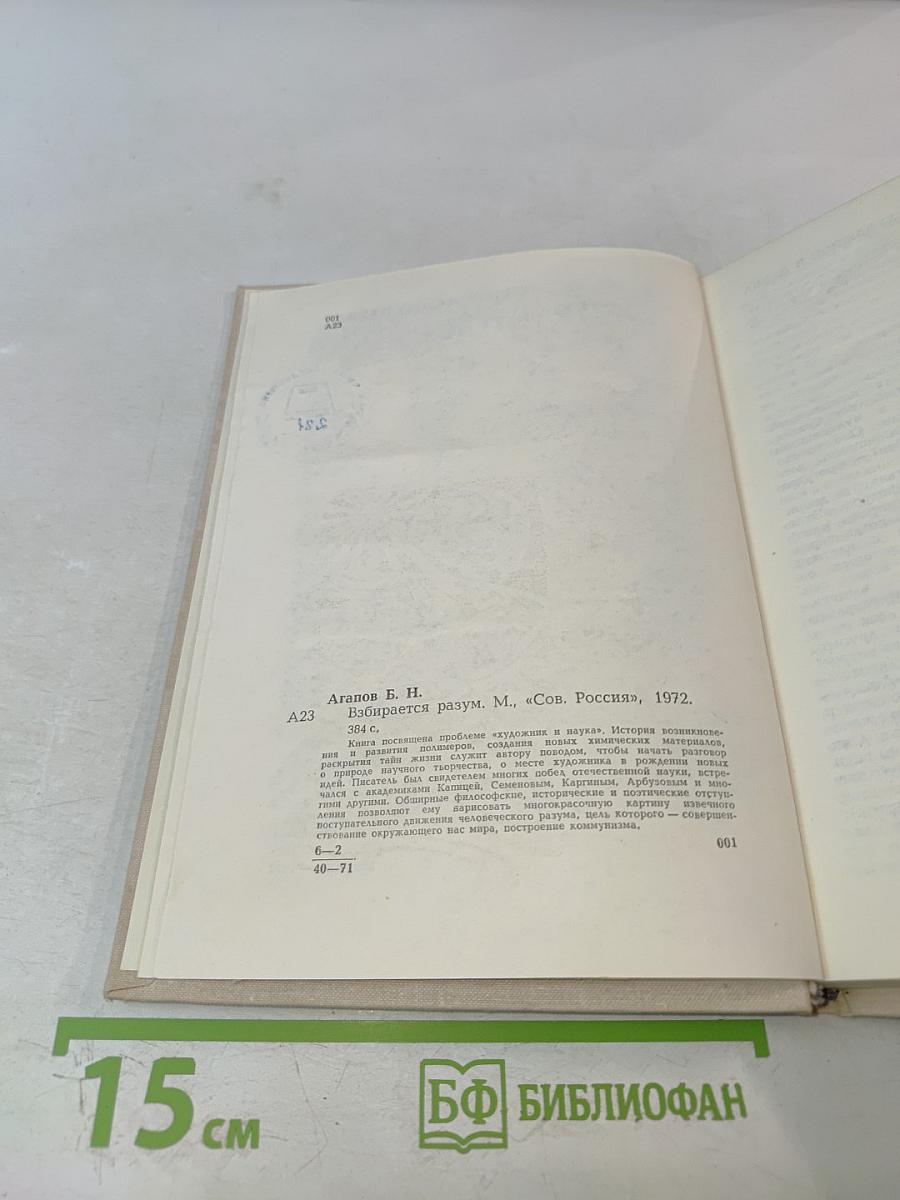 001
А23
Агапов Б. Н.
А23 Взбирается разум. М., «Сов. Россия», 1972.
384 с.
Книга посвящена проблеме «художник и наука». История возникнове-
ния и развития полимеров, создания новых химических материалов,
раскрытия тайн жизни служит автору поводом, чтобы начать разговор
о природе научного творчества, о месте художника в рождении новых
идей. Писатель был свидетелем многих побед отечественной науки, встре-
чался с академиками Капицей, Семеновым, Каргиным, Арбузовым и мно-
гими другими. Обширные философские, исторические и поэтические отступ-
ления позволяют ему нарисовать многокрасочную картину извечного
поступательного движения человеческого разума, цель которого — совершен-
ствование окружающего нас мира, построение коммунизма.
6—2
40—71
001
15 см
БФ БИБЛИОФАН